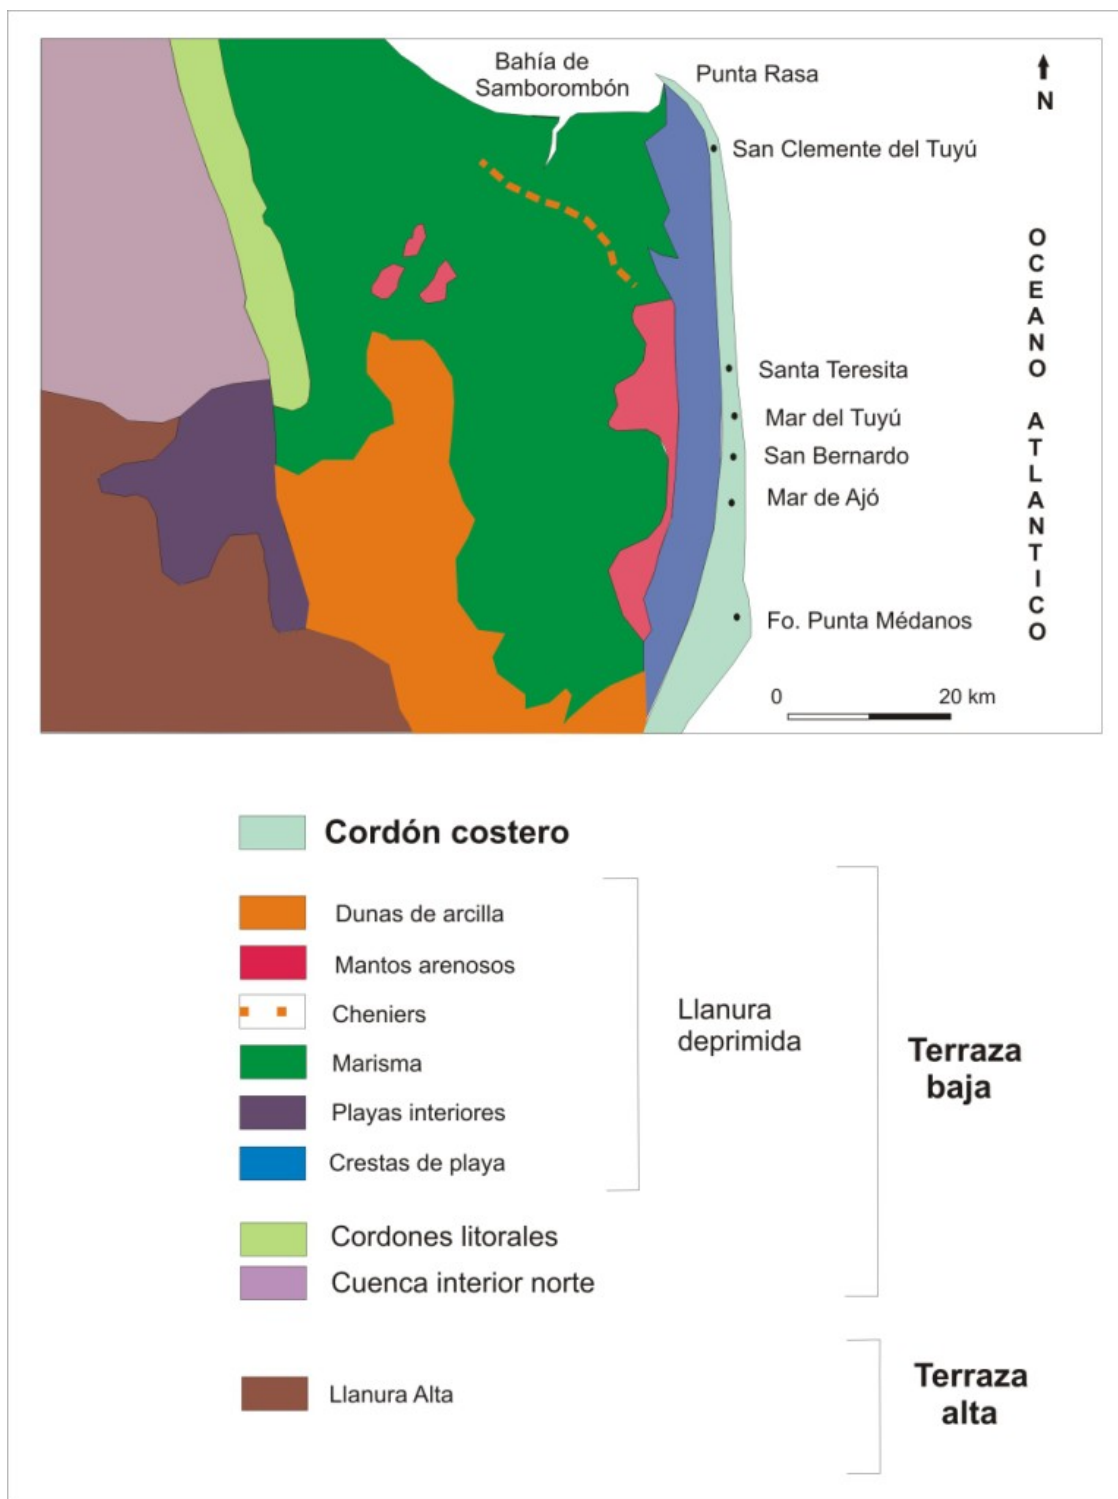 Bahía de
Samborombón
Punta Rasa
N
San Clemente del Tuyú
OCEANO ATLANTICO
Santa Teresita
Mar del Tuyú
San Bernardo
Mar de Ajó
Fo. Punta Médanos
0 20 km
Cordón costero
Dunas de arcilla
Mantos arenosos
Cheniers
Marisma
Playas interiores
Crestas de playa
Llanura
deprimida
Cordones litorales
Cuenca interior norte
Terraza
baja
Llanura Alta
Terraza
alta